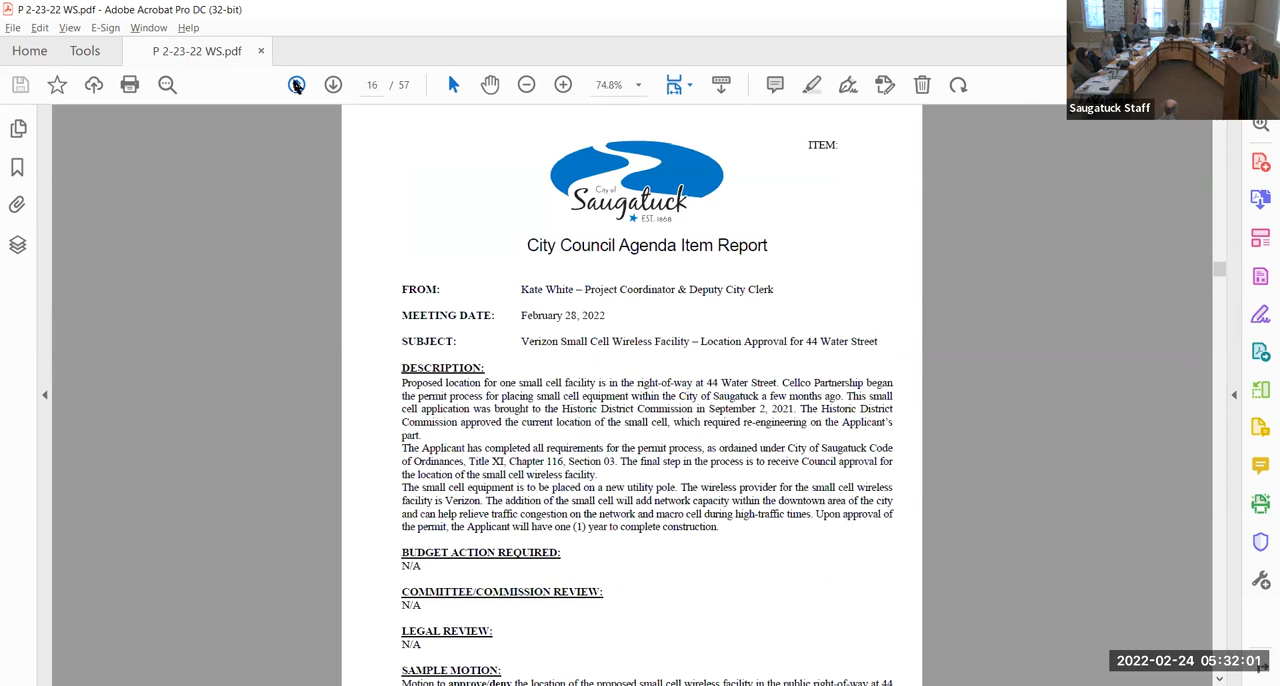 P 2-23-22 WS.pdf - Adobe Acrobat Pro DC (32-bit)
File Edit View E-Sign Window Help
Home Tools P 2-23-22 WS.pdf ×
16 / 57 74.8%
Saugatuck Staff
ITEM:
City of
Saugatuck
EST. 1868
City Council Agenda Item Report
FROM: Kate White – Project Coordinator & Deputy City Clerk
MEETING DATE: February 28, 2022
SUBJECT: Verizon Small Cell Wireless Facility – Location Approval for 44 Water Street
DESCRIPTION:
Proposed location for one small cell facility is in the right-of-way at 44 Water Street. Cellco Partnership began
the permit process for placing small cell equipment within the City of Saugatuck a few months ago. This small
cell application was brought to the Historic District Commission in September 2, 2021. The Historic District
Commission approved the current location of the small cell, which required re-engineering on the Applicant’s
part.
The Applicant has completed all requirements for the permit process, as ordained under City of Saugatuck Code
of Ordinances, Title XI, Chapter 116, Section 03. The final step in the process is to receive Council approval for
the location of the small cell wireless facility.
The small cell equipment is to be placed on a new utility pole. The wireless provider for the small cell wireless
facility is Verizon. The addition of the small cell will add network capacity within the downtown area of the city
and can help relieve traffic congestion on the network and macro cell during high-traffic times. Upon approval of
the permit, the Applicant will have one (1) year to complete construction.
BUDGET ACTION REQUIRED:
N/A
COMMITTEE/COMMISSION REVIEW:
N/A
LEGAL REVIEW:
N/A
SAMPLE MOTION:
Motion to approve/deny the location of the proposed small cell wireless facility in the public right-of-way at 44
2022-02-24 05:32:01